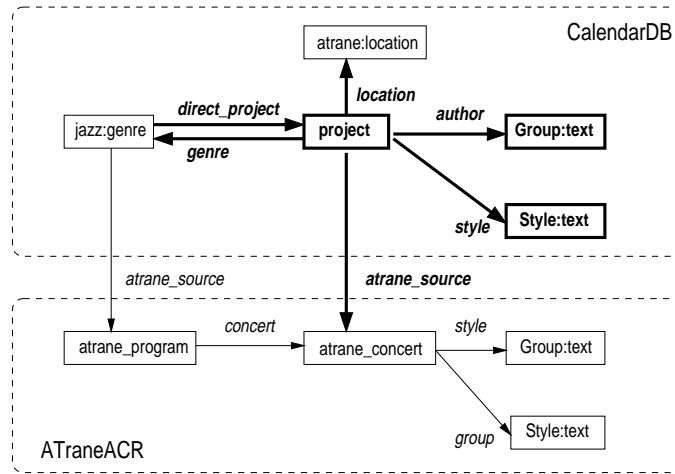 atrane:location
CalendarDB
location
direct_project
author
jazz:genre
project
Group:text
genre
style
Style:text
atrane_source
atrane_source
concert
style
atrane_program
atrane_concert
Group:text
group
Style:text
ATraneACR